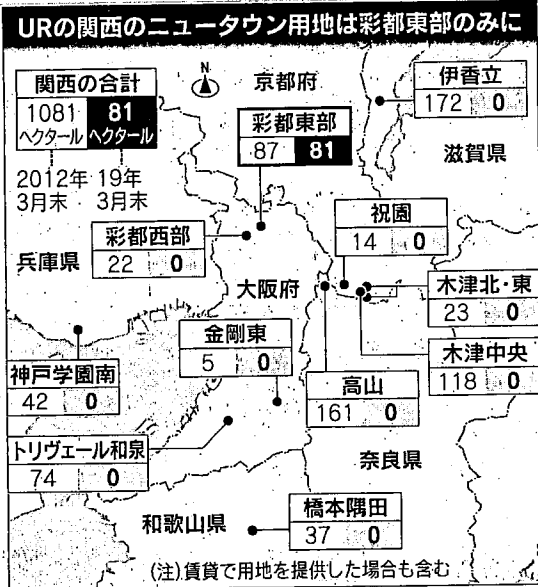 URの関西のニュータウン用地は彩都東部のみに
関西の合計
1081 81
ヘクタール ヘクタール
2012年 19年
3月末 3月末
N
京都府
伊香立
172 0
滋賀県
彩都東部
87 81
彩都西部
22 0
兵庫県
大阪府
祝園
14 0
木津北・東
23 0
木津中央
118 0
金剛東
5 0
高山
161 0
神戸学園南
42 0
トリヴェール和泉
74 0
奈良県
橋本隅田
37 0
和歌山県
(注)賃貸で用地を提供した場合も含む